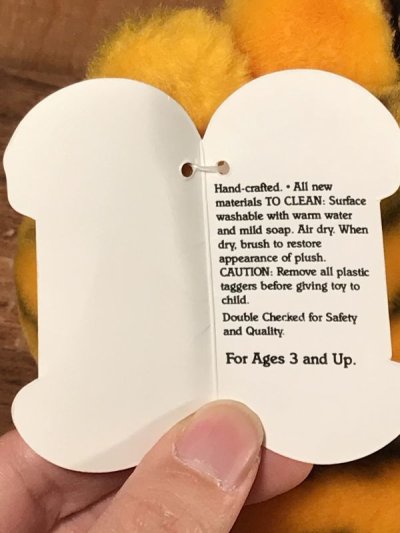 Hand-crafted. • All new
materials TO CLEAN: Surface
washable with warm water
and mild soap. Air dry. When
dry, brush to restore
appearance of plush.
CAUTION: Remove all plastic
taggers before giving toy to
child.
Double Checked for Safety
and Quality.
For Ages 3 and Up.